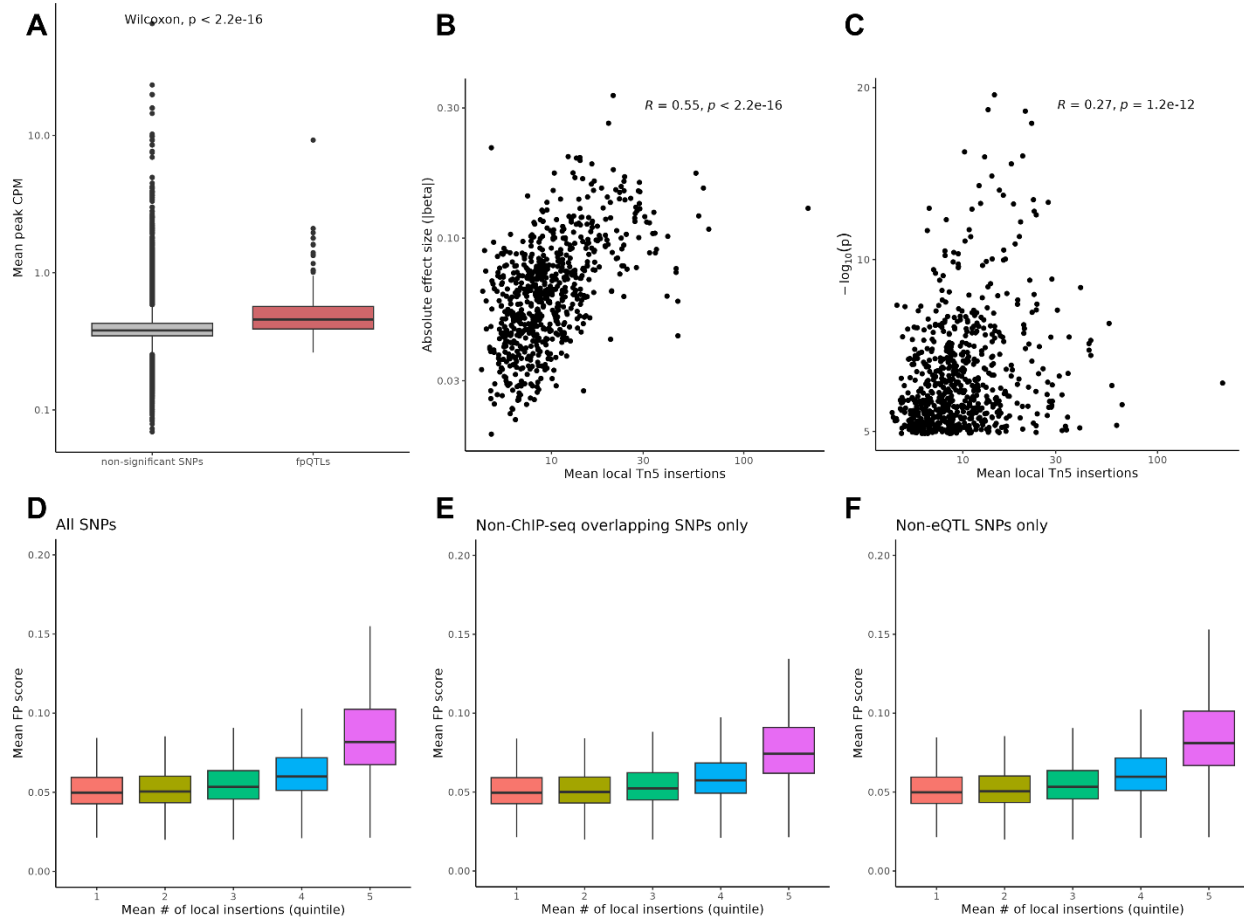 A
Wilcoxon, p < 2.2e-16
Mean peak CPM
10.0
1.0
0.1
non-significant SNPs
fpQTLs
B
R = 0.55, p < 2.2e-16
Absolute effect size (|beta|)
0.30
0.10
0.03
10
30
100
Mean local Tn5 insertions
C
R = 0.27, p = 1.2e-12
− log10(p)
20
10
5
10
30
100
Mean local Tn5 insertions
D
All SNPs
Mean FP score
0.20
0.15
0.10
0.05
0.00
1
2
3
4
5
Mean # of local insertions (quintile)
E
Non-ChIP-seq overlapping SNPs only
Mean FP score
0.20
0.15
0.10
0.05
0.00
1
2
3
4
5
Mean # of local insertions (quintile)
F
Non-eQTL SNPs only
Mean FP score
0.20
0.15
0.10
0.05
0.00
1
2
3
4
5
Mean # of local insertions (quintile)